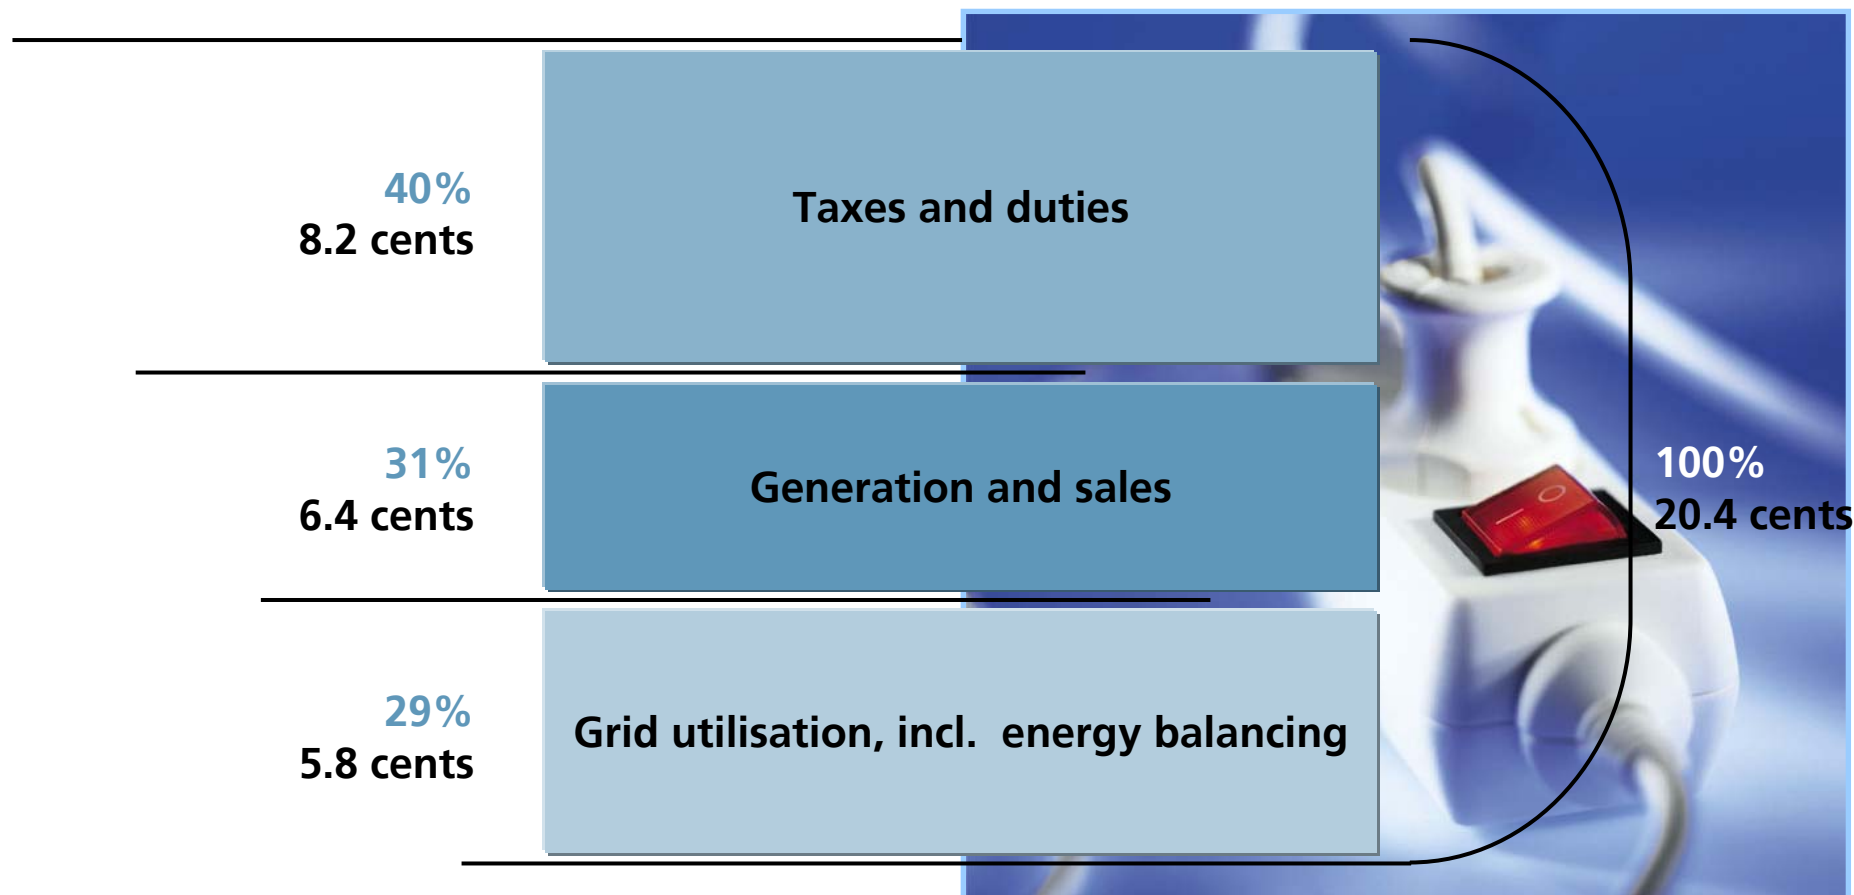 40%
8.2 cents
Taxes and duties
31%
6.4 cents
Generation and sales
100%
20.4 cents
29%
5.8 cents
Grid utilisation, incl.  energy balancing